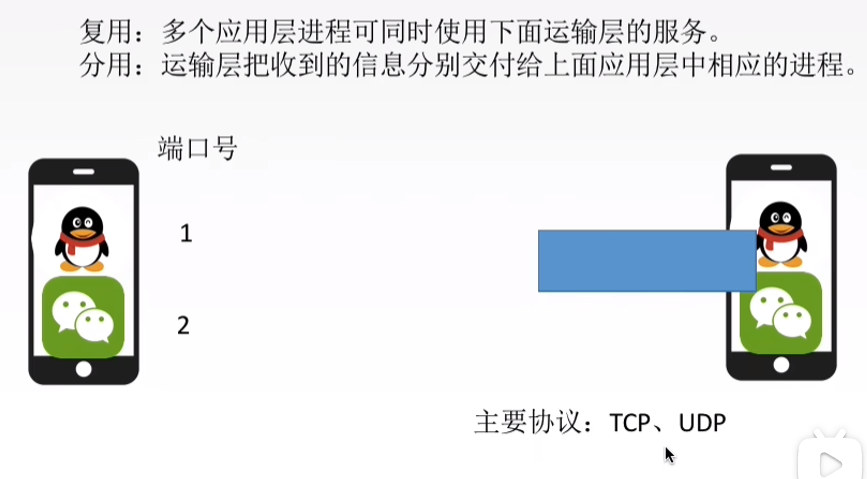 复用：多个应用层进程可同时使用下面运输层的服务。
分用：运输层把收到的信息分别交付给上面应用层中相应的进程。
端口号
1
2
主要协议：TCP、UDP